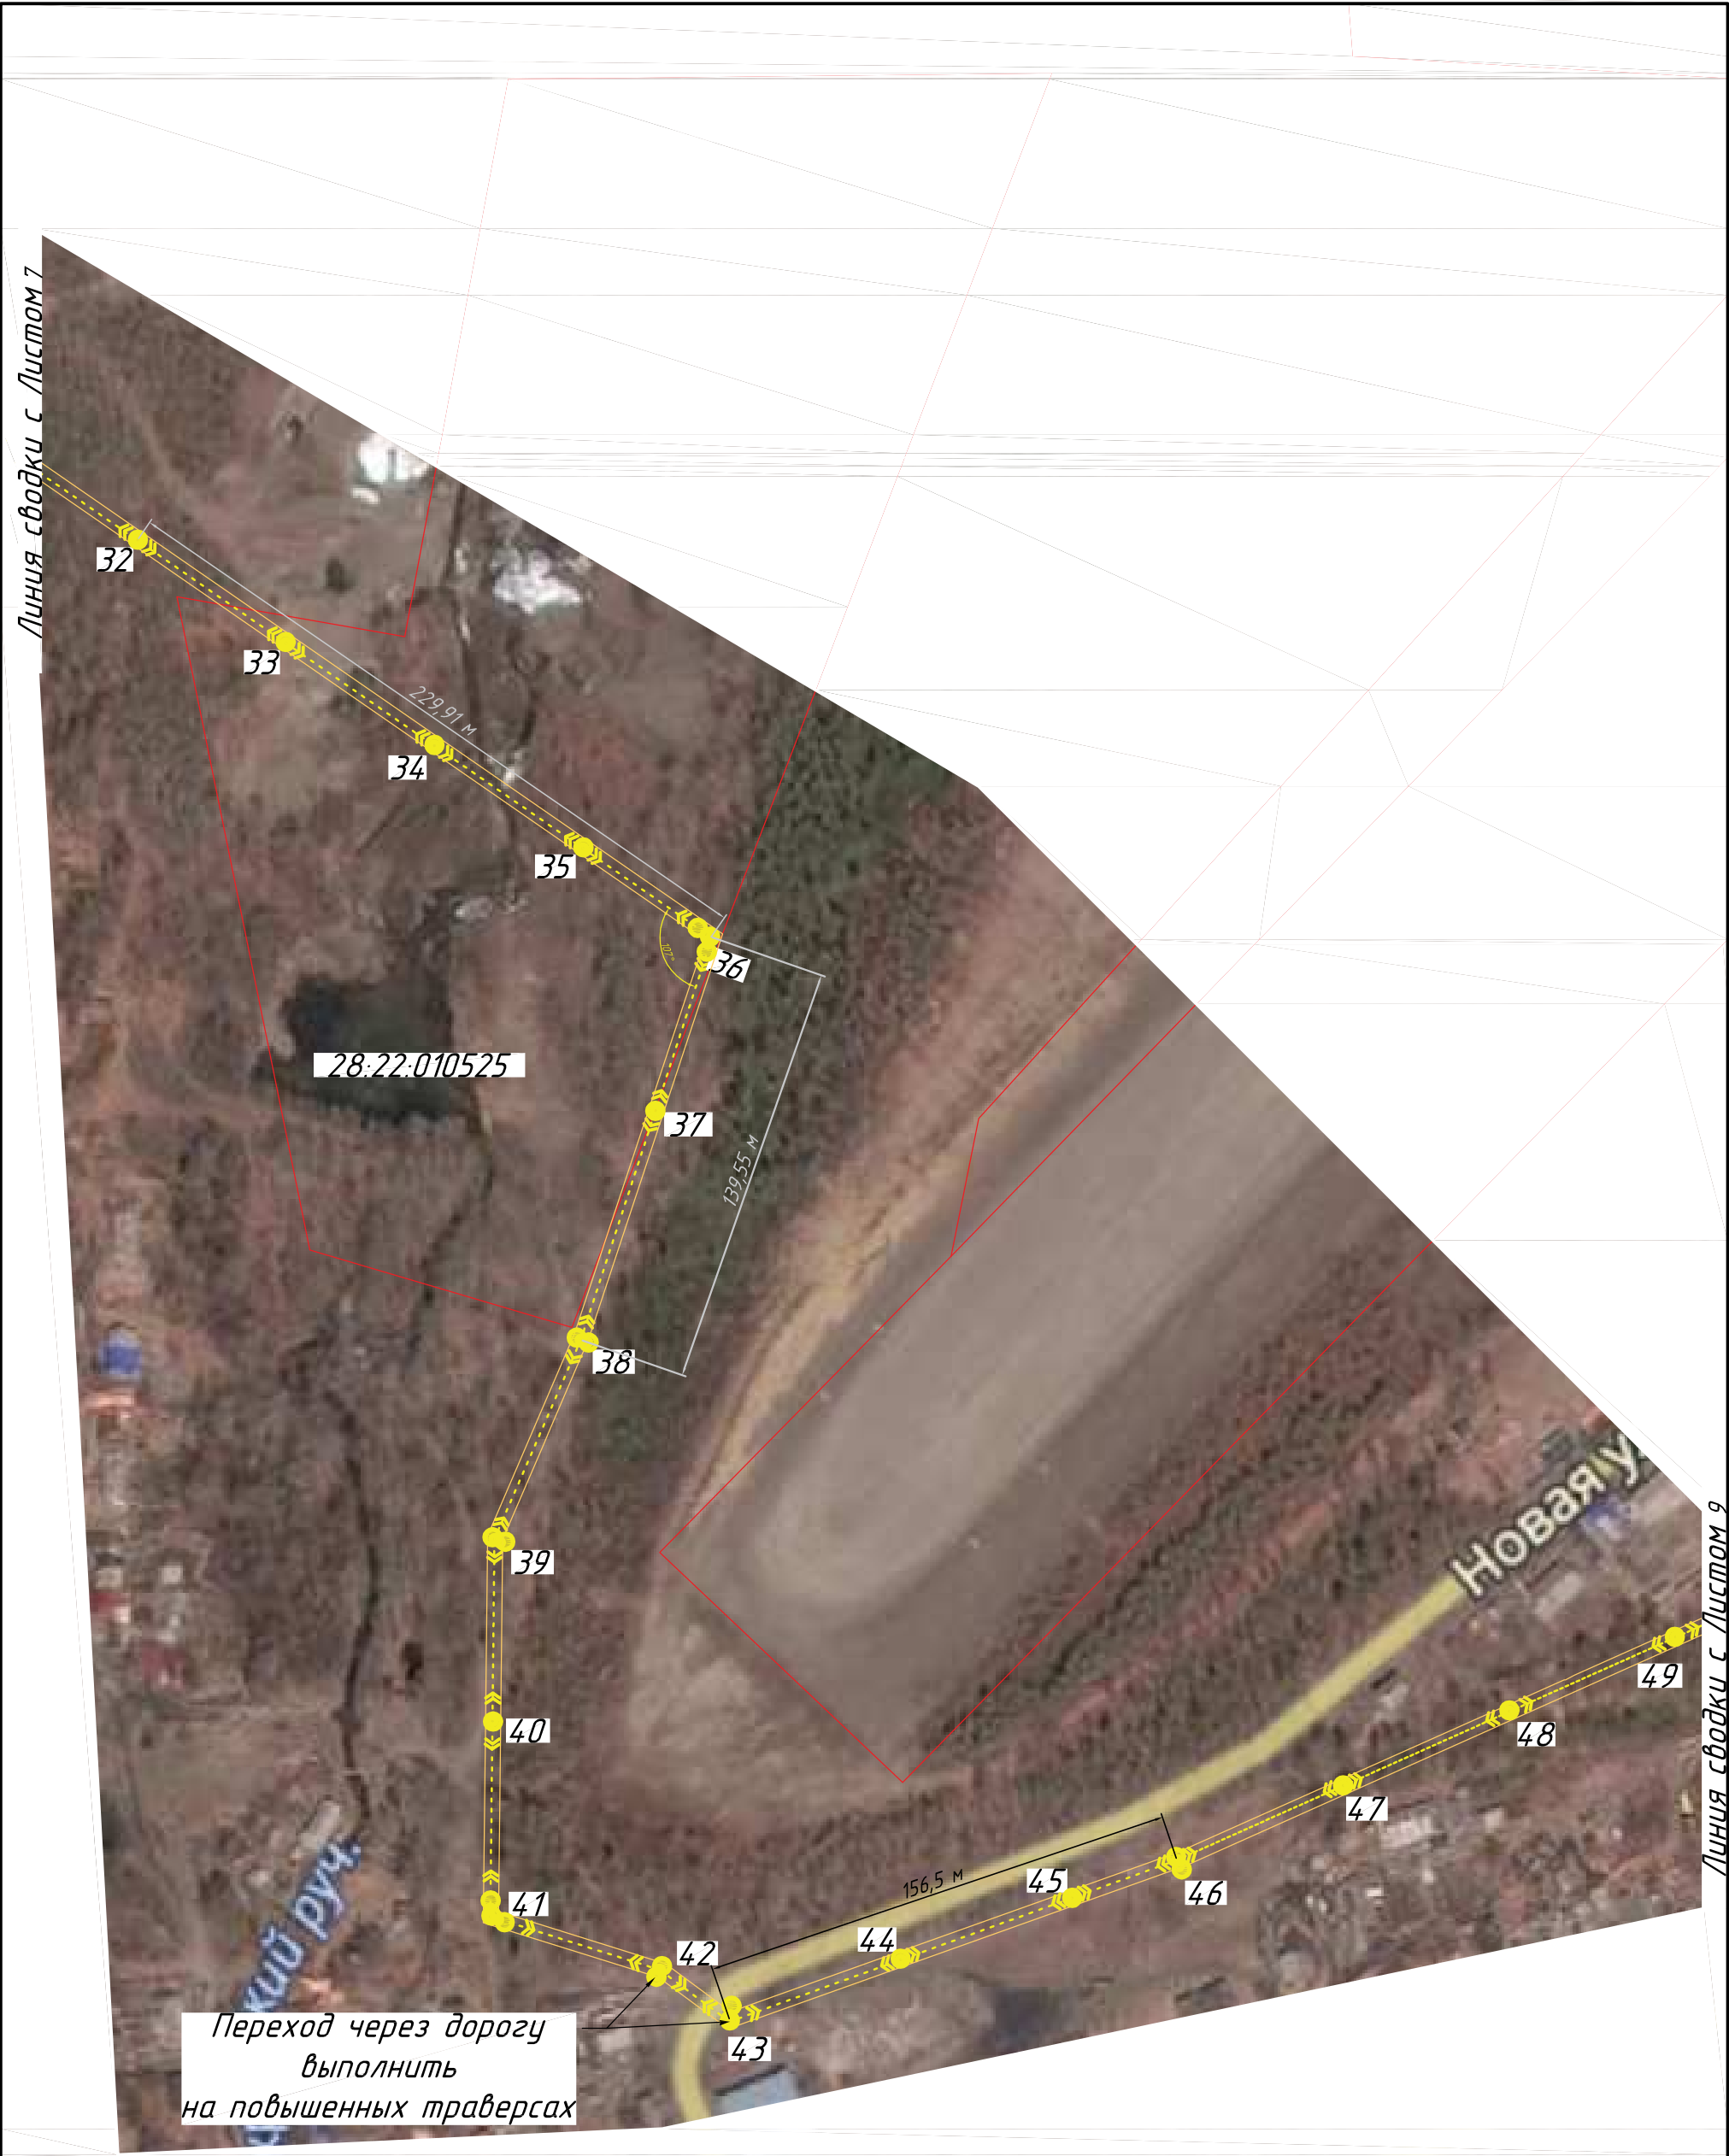 Линия сводки с Листом 7
32
33
229,91 м
34
35
36
107°
28:22:010525
37
139,55 м
38
39
Новая у
40
49
48
Линия сводки с Листом 9
47
41
156,5 м
45
46
42
44
кий руч.
43
Переход через дорогу
выполнить
на повышенных траверсах